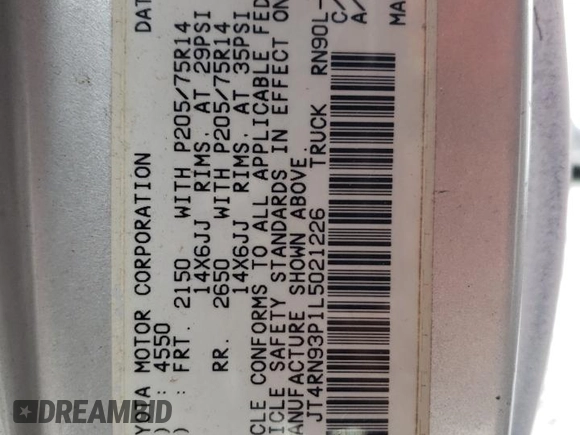 DAT
YOTA MOTOR CORPORATION
): 4550
): FRT. 2150 WITH P205/75R14
14X6JJ RIMS, AT 29PSI
RR. 2650 WITH P205/75R14
14X6JJ RIMS, AT 35PSI
CLE CONFORMS TO ALL APPLICABLE FED
ICLE SAFETY STANDARDS IN EFFECT ON
ANUFACTURE SHOWN ABOVE.
JT4RN93P1L5021226 TRUCK RN90L-
C/
A/
MA
DREAMBID